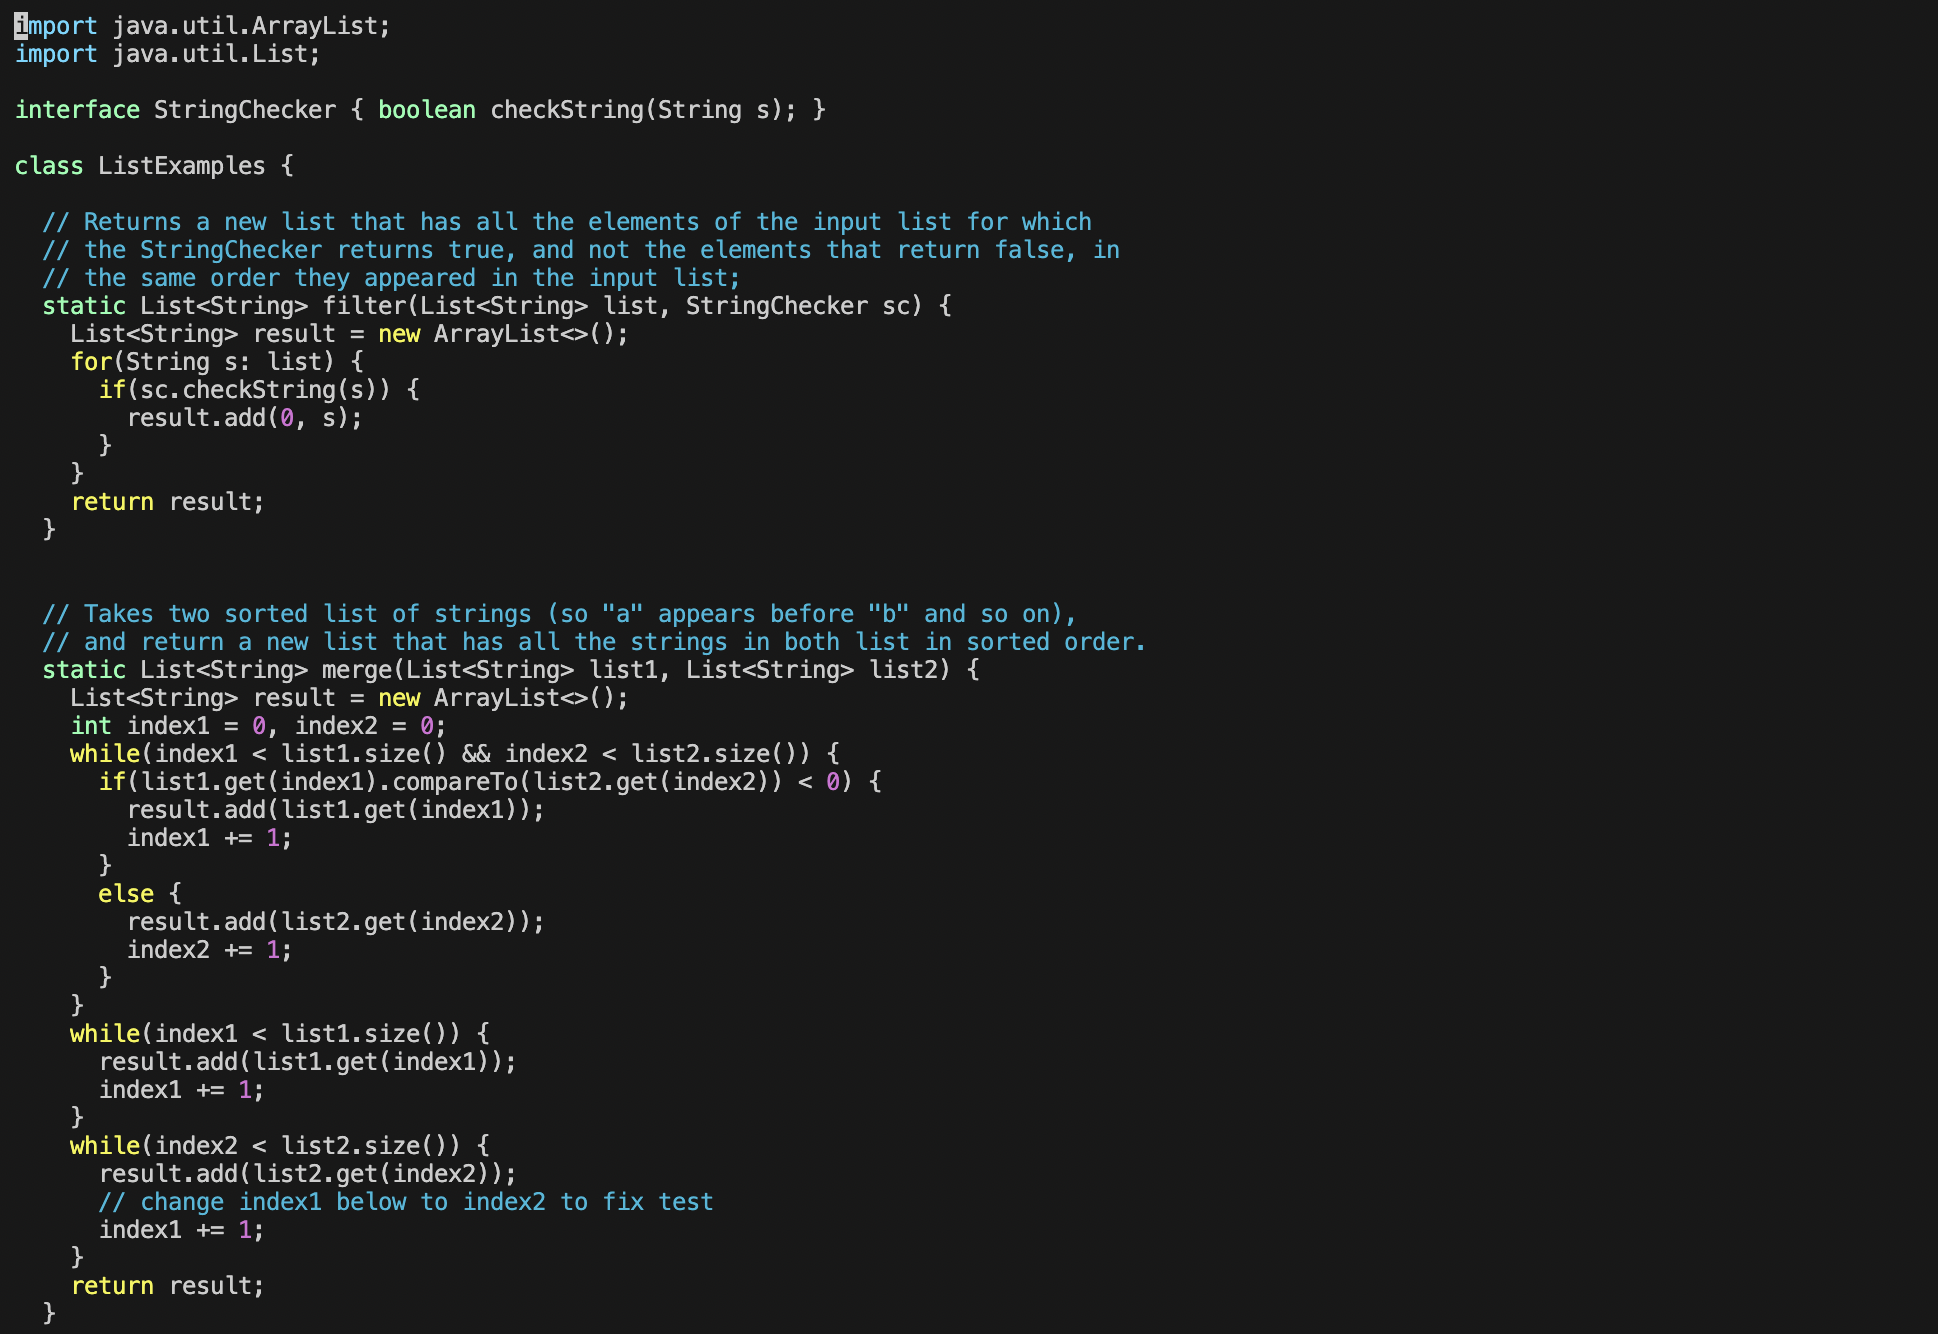 import java.util.ArrayList;
import java.util.List;

interface StringChecker { boolean checkString(String s); }

class ListExamples {

  // Returns a new list that has all the elements of the input list for which
  // the StringChecker returns true, and not the elements that return false, in
  // the same order they appeared in the input list;
  static List<String> filter(List<String> list, StringChecker sc) {
    List<String> result = new ArrayList<>();
    for(String s: list) {
      if(sc.checkString(s)) {
        result.add(0, s);
      }
    }
    return result;
  }


  // Takes two sorted list of strings (so "a" appears before "b" and so on),
  // and return a new list that has all the strings in both list in sorted order.
  static List<String> merge(List<String> list1, List<String> list2) {
    List<String> result = new ArrayList<>();
    int index1 = 0, index2 = 0;
    while(index1 < list1.size() && index2 < list2.size()) {
      if(list1.get(index1).compareTo(list2.get(index2)) < 0) {
        result.add(list1.get(index1));
        index1 += 1;
      }
      else {
        result.add(list2.get(index2));
        index2 += 1;
      }
    }
    while(index1 < list1.size()) {
      result.add(list1.get(index1));
      index1 += 1;
    }
    while(index2 < list2.size()) {
      result.add(list2.get(index2));
      // change index1 below to index2 to fix test
      index1 += 1;
    }
    return result;
  }